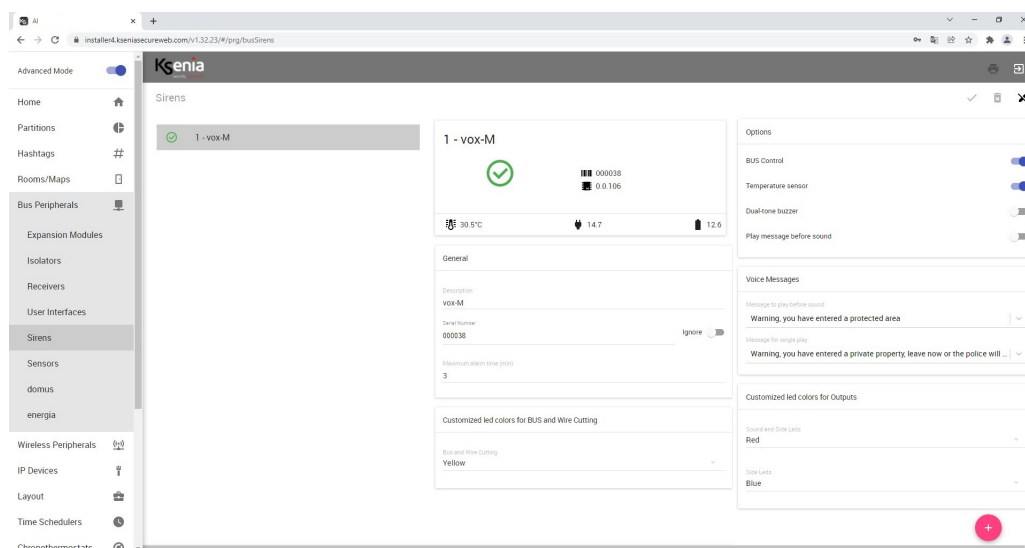 AI
installer4.kseniasecureweb.com/v1.32.23/#/prg/busSirens
Advanced Mode
Ksenia
Home
Partitions
Hashtags
Rooms/Maps
Bus Peripherals
Expansion Modules
Isolators
Receivers
User Interfaces
Sirens
Sensors
domus
energia
Wireless Peripherals
IP Devices
Layout
Time Schedulers
Chronothermostats
Sirens
1 - vox-M
1 - vox-M
000038
0.0.106
30.5°C
14.7
12.6
General
Description
vox-M
Serial Number
000038
Ignore
Maximum alarm time (min)
3
Customized led colors for BUS and Wire Cutting
Bus and Wire Cutting
Yellow
Options
BUS Control
Temperature sensor
Dual-tone buzzer
Play message before sound
Voice Messages
Message to play before sound
Warning, you have entered a protected area
Message for single play
Warning, you have entered a private property, leave now or the police will ...
Customized led colors for Outputs
Sound and Side Leds
Red
Side Leds
Blue